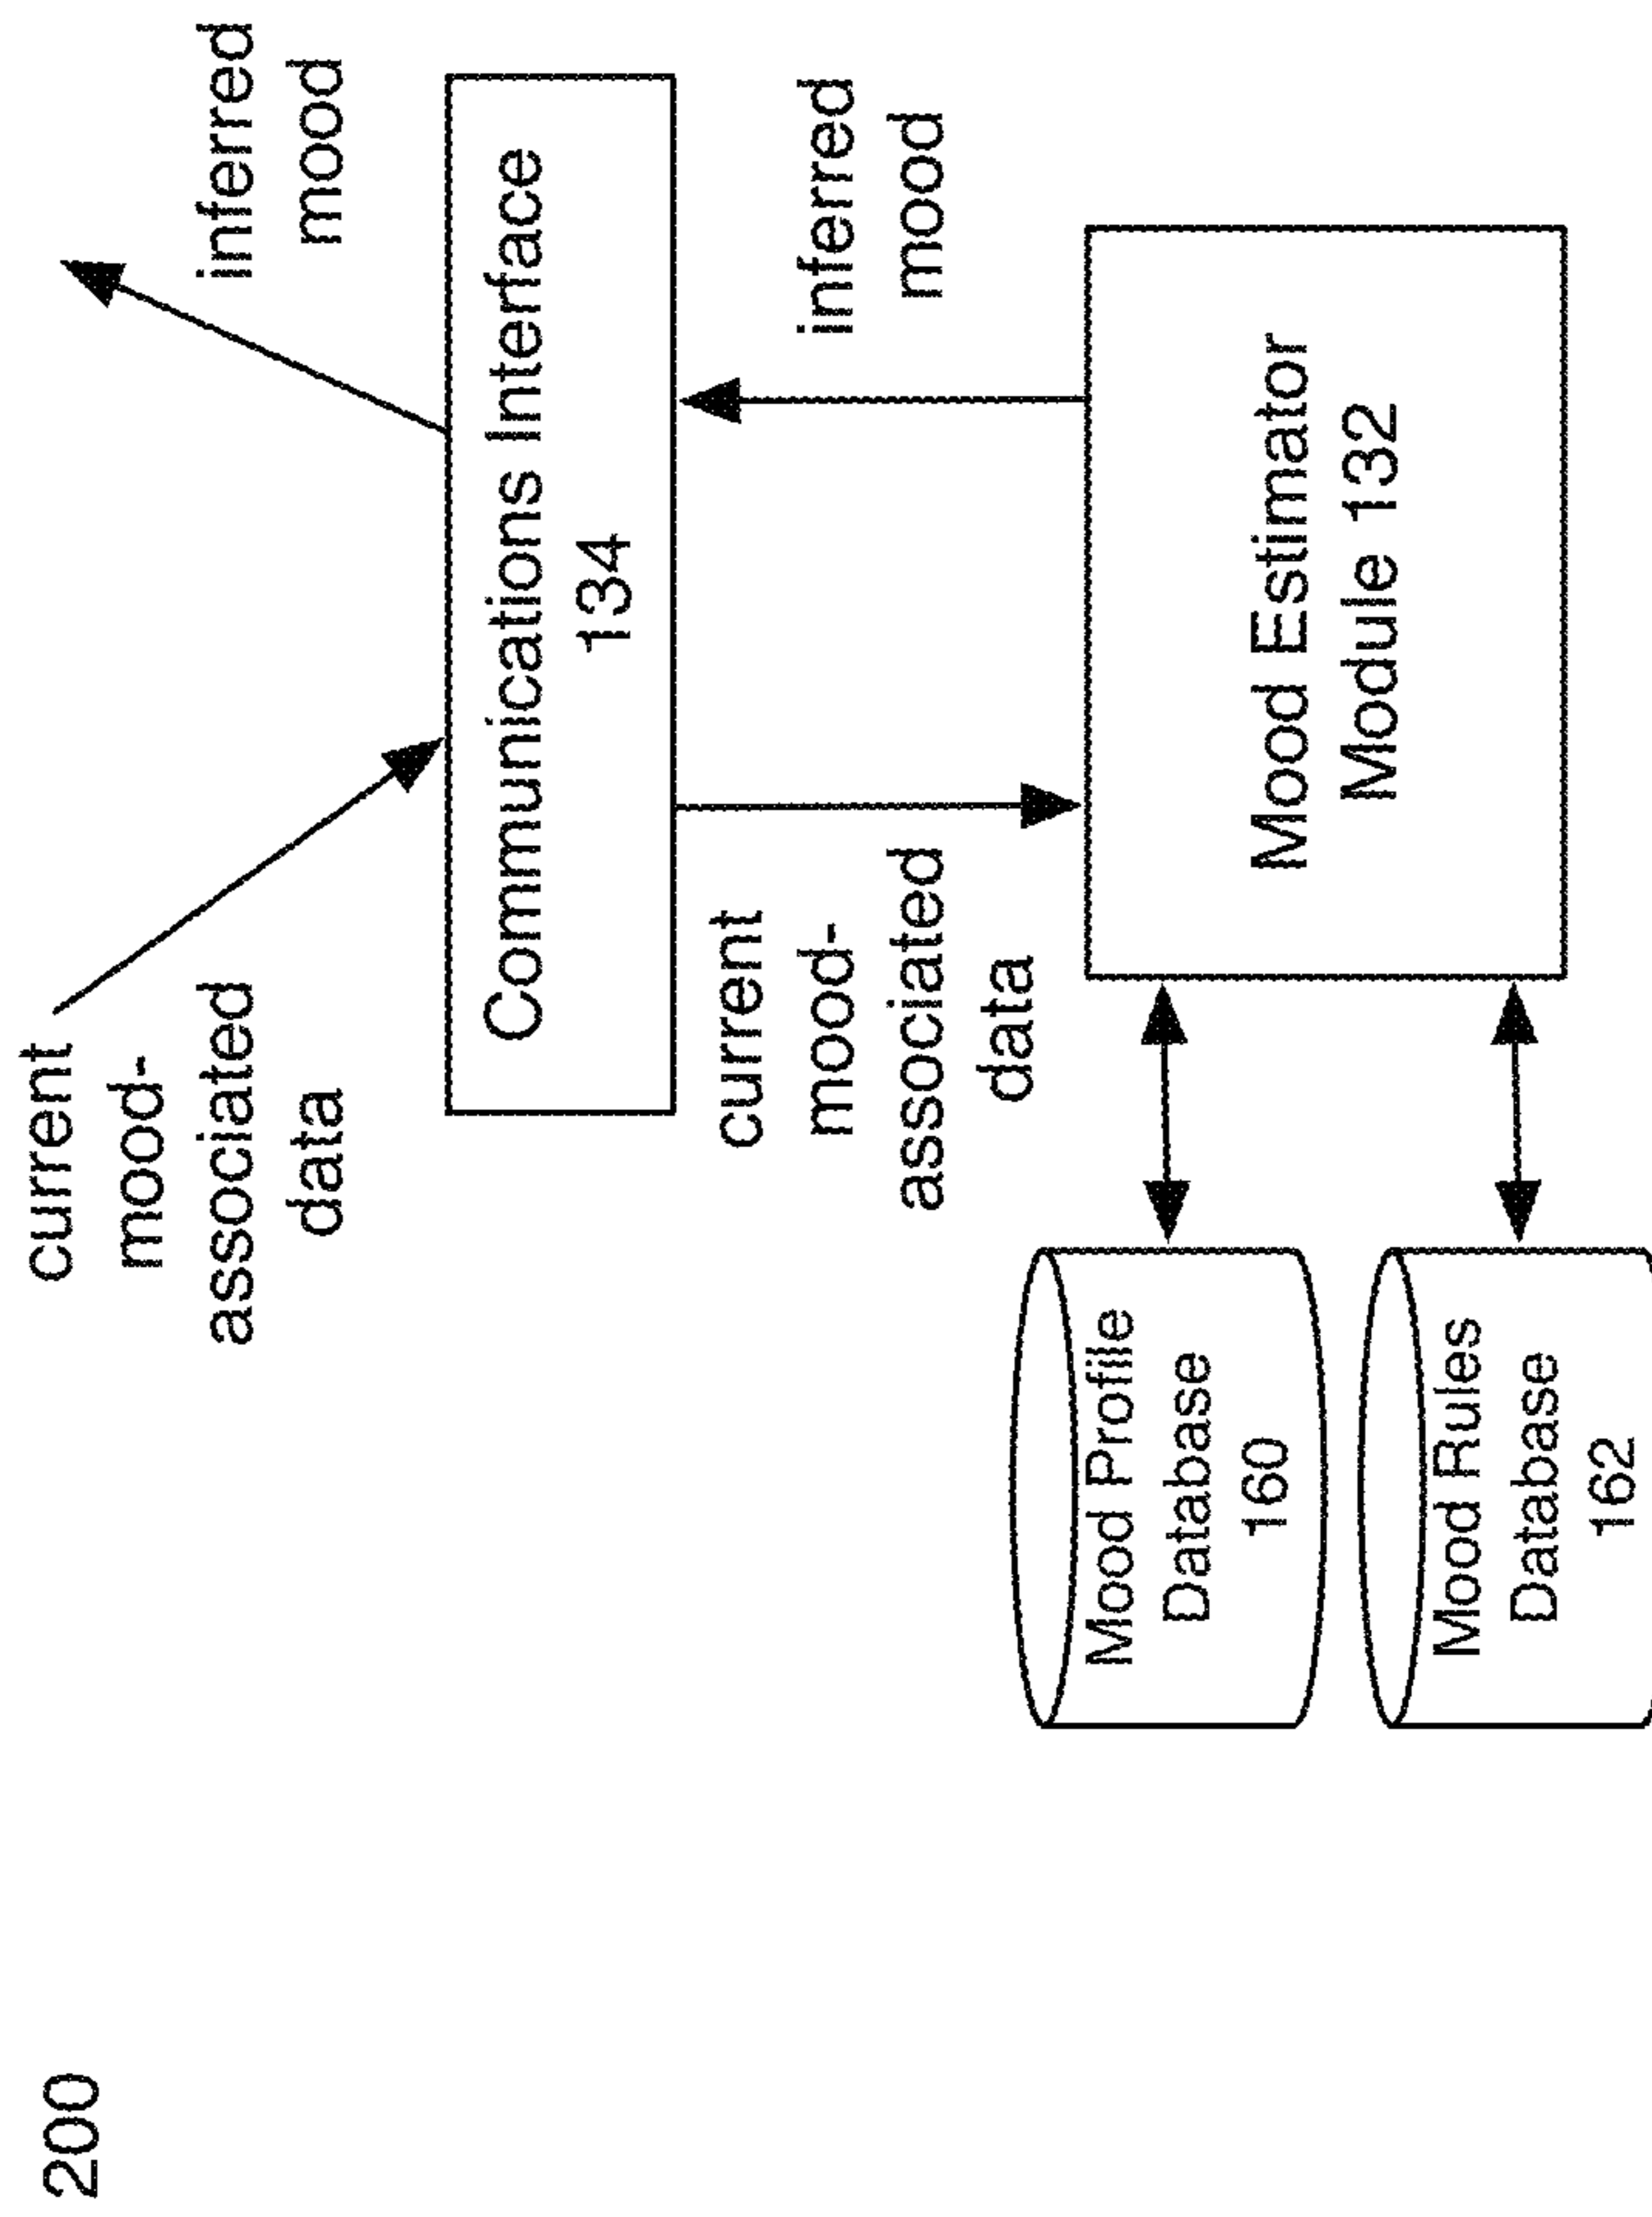 200
current
mood-
associated
data
inferred
mood
Communications Interface
134
current
mood-
associated
data
inferred
mood
Mood Estimator
Module 132
Mood Profile
Database
160
Mood Rules
Database
162